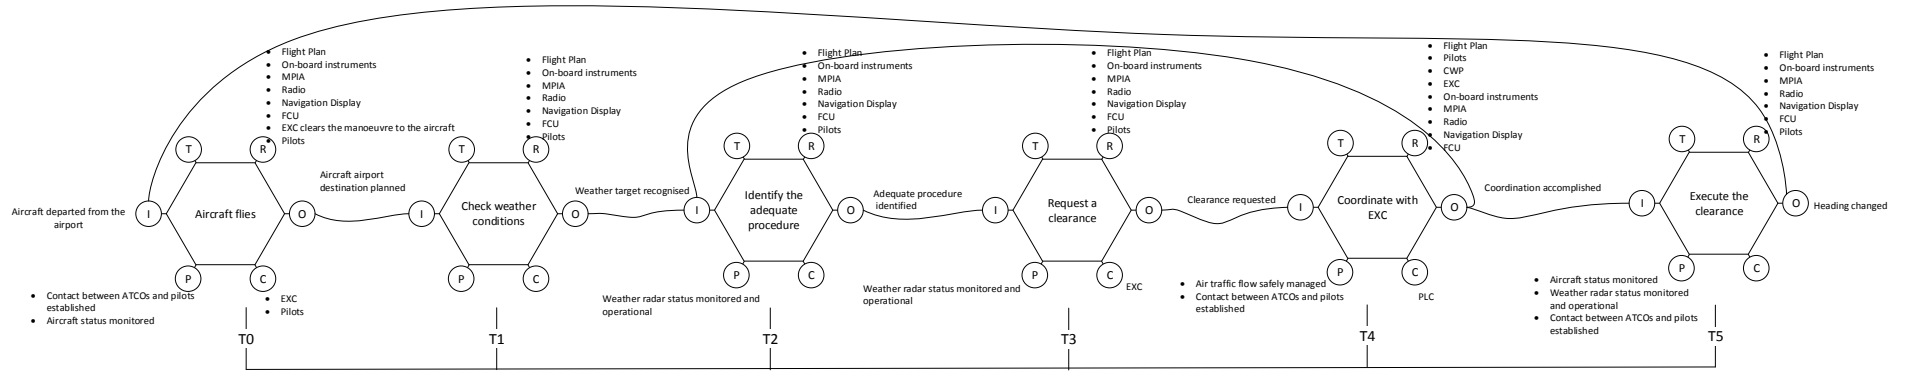 Aircraft departed from the
airport
I
T
R
Aircraft flies
O
P
C
• Flight Plan
• On-board instruments
• MPIA
• Radio
• Navigation Display
• FCU
• EXC clears the manoeuvre to the aircraft
• Pilots
• Contact between ATCOs and pilots
established
• Aircraft status monitored
• EXC
• Pilots
T0
Aircraft airport
destination planned
I
T
R
Check weather
conditions
O
P
C
• Flight Plan
• On-board instruments
• MPIA
• Radio
• Navigation Display
• FCU
• Pilots
T1
Weather target recognised
I
T
R
Identify the
adequate
procedure
O
P
C
• Flight Plan
• On-board instruments
• MPIA
• Radio
• Navigation Display
• FCU
• Pilots
Weather radar status monitored and
operational
T2
Adequate procedure
identified
I
T
R
Request a
clearance
O
P
C
• Flight Plan
• On-board instruments
• MPIA
• Radio
• Navigation Display
• FCU
• Pilots
Weather radar status monitored and
operational
EXC
T3
Clearance requested
I
T
R
Coordinate with
EXC
O
P
C
• Flight Plan
• Pilots
• CWP
• EXC
• On-board instruments
• MPIA
• Radio
• Navigation Display
• FCU
• Air traffic flow safely managed
• Contact between ATCOs and pilots
established
PLC
T4
Coordination accomplished
I
T
R
Execute the
clearance
O
P
C
• Flight Plan
• On-board instruments
• MPIA
• Radio
• Navigation Display
• FCU
• Pilots
• Aircraft status monitored
• Weather radar status monitored
and operational
• Contact between ATCOs and pilots
established
T5
Heading changed